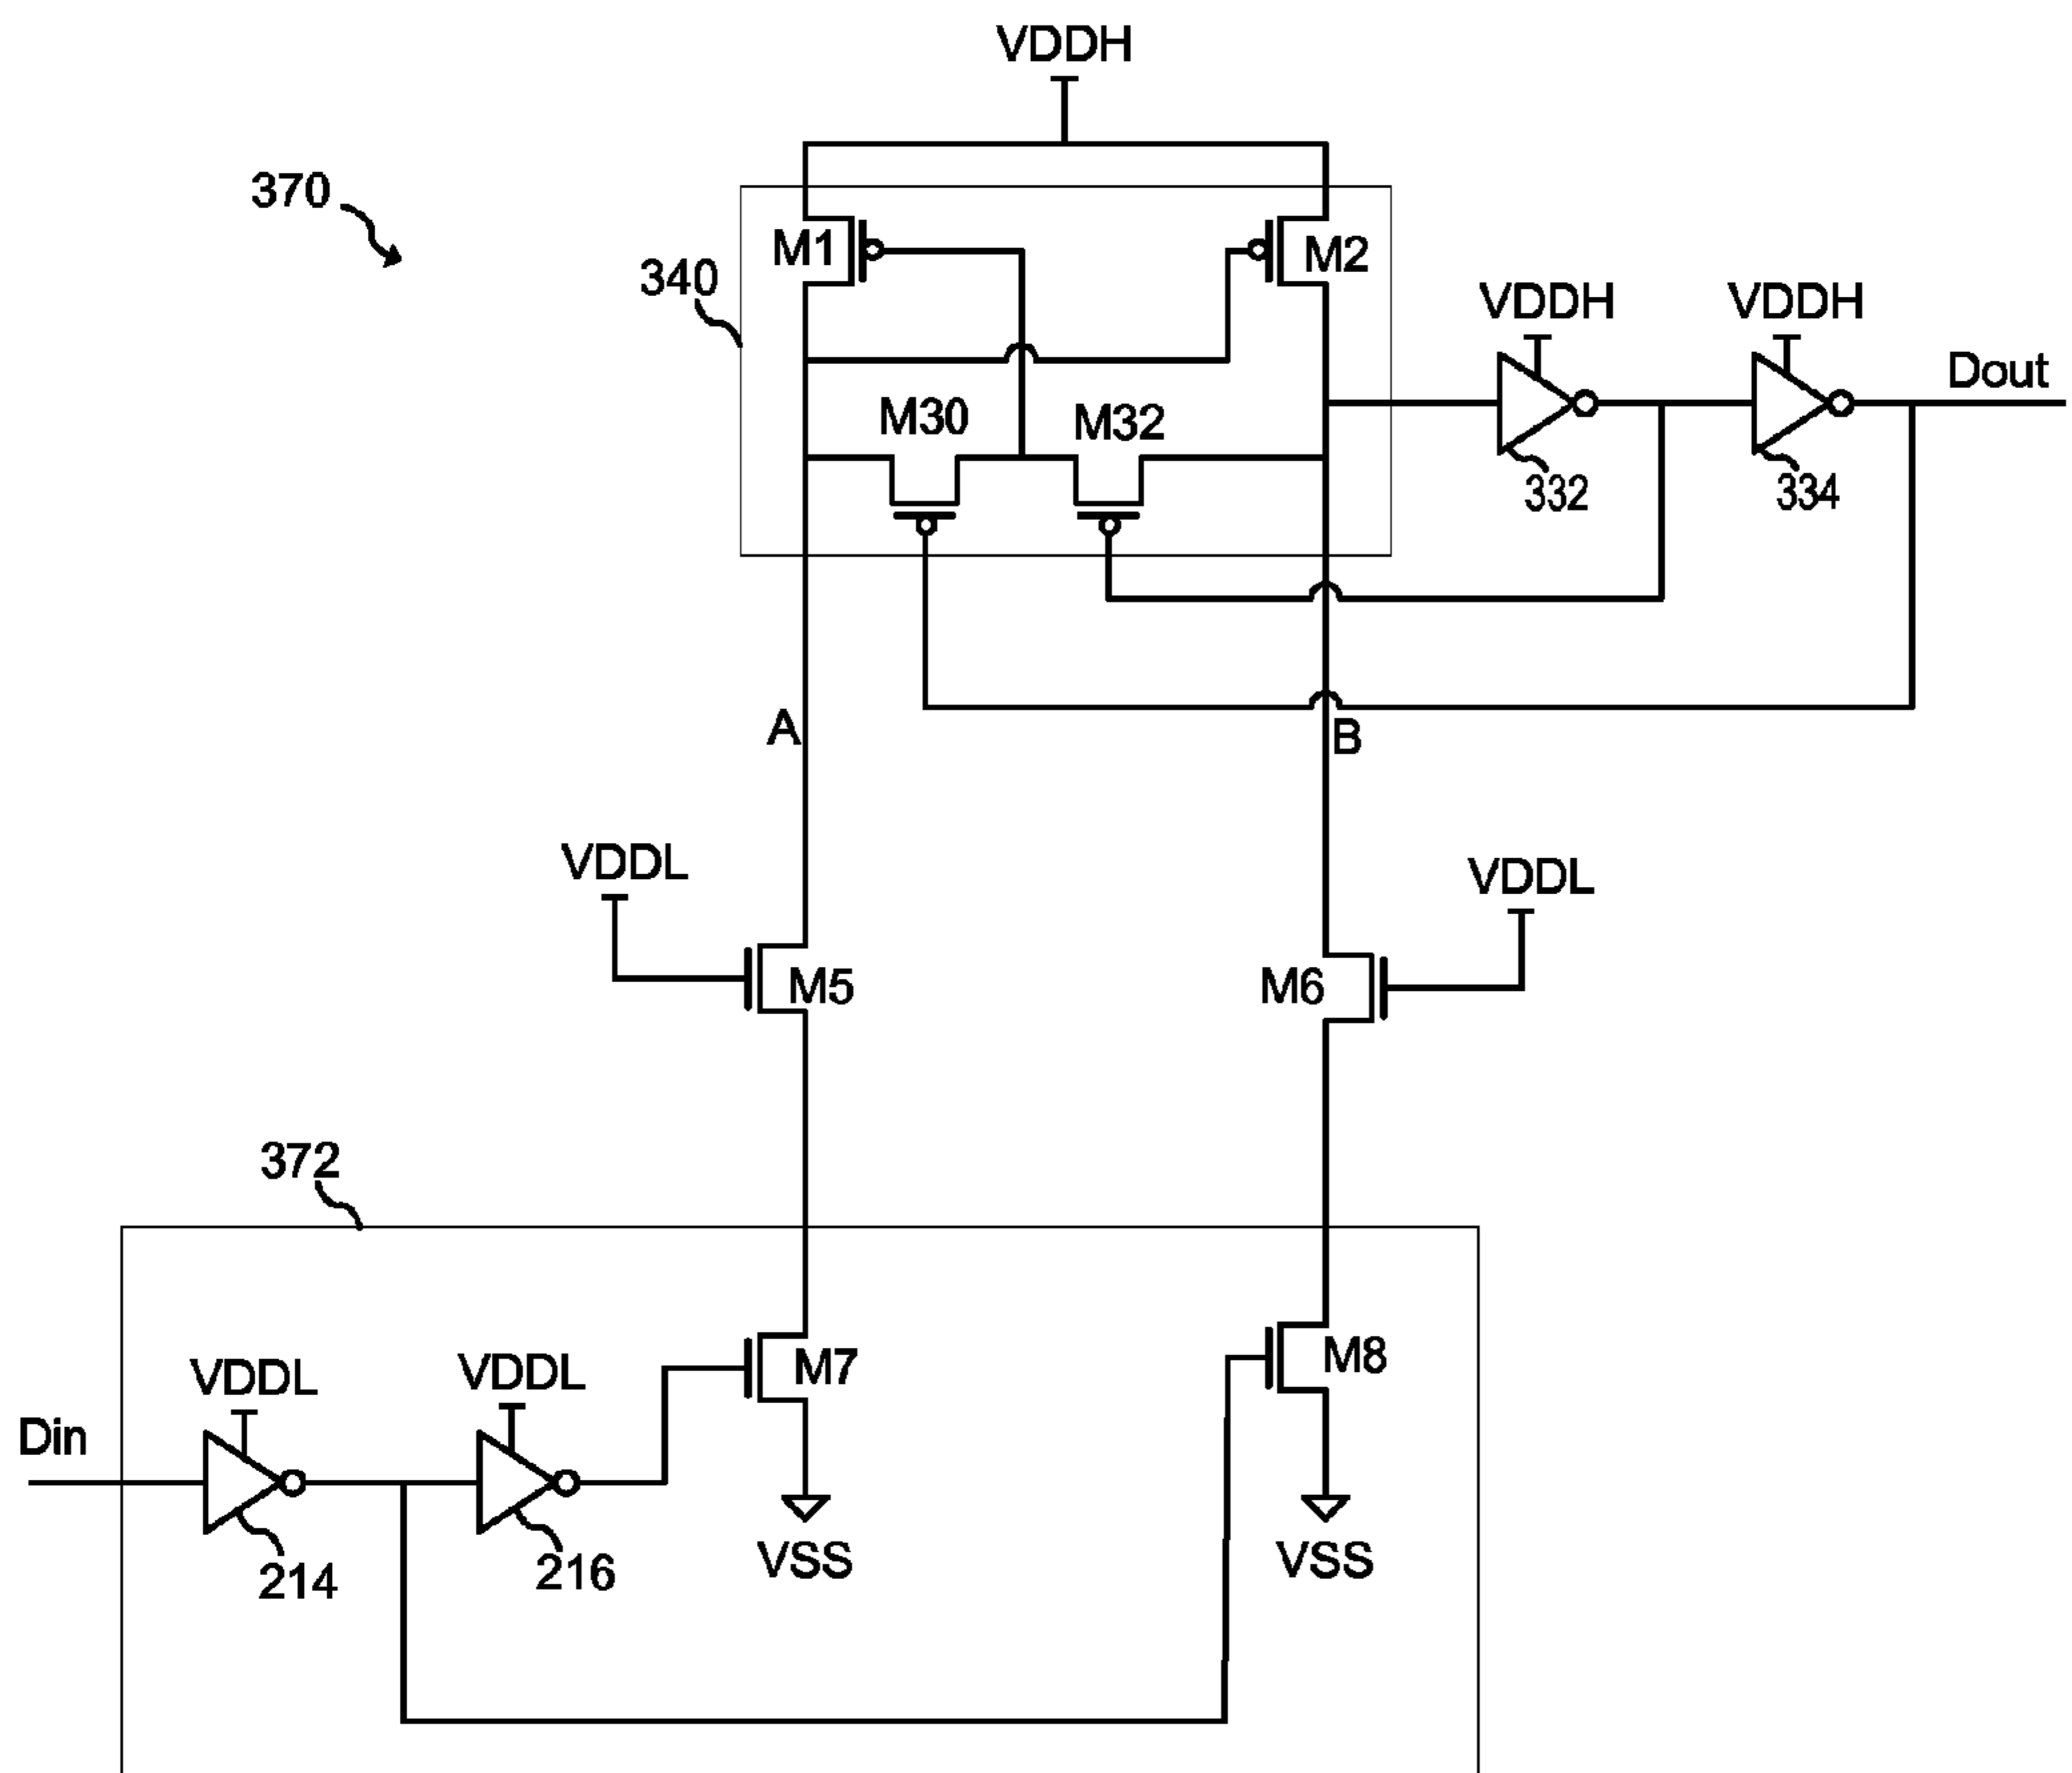 VDDH
370
M1
M2
340
VDDH
VDDH
Dout
M30
M32
332
334
A
B
VDDL
VDDL
M5
M6
372
VDDL
VDDL
M7
M8
Din
214
216
VSS
VSS